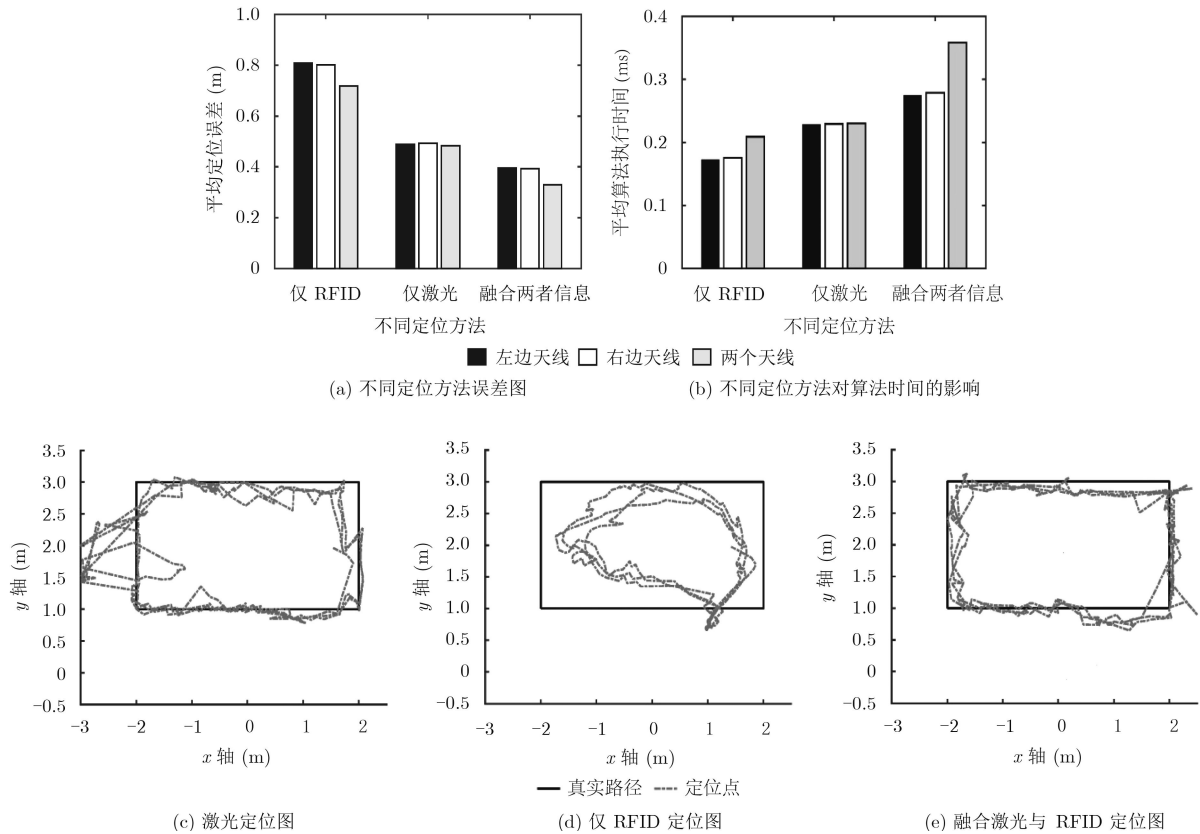 1.0
0.8
0.6
0.4
0.2
0
平均定位误差 (m)
仅 RFID 仅激光 融合两者信息
不同定位方法
0.4
0.3
0.2
0.1
0
平均算法执行时间 (ms)
仅 RFID 仅激光 融合两者信息
不同定位方法
左边天线 右边天线 两个天线
(a) 不同定位方法误差图
(b) 不同定位方法对算法时间的影响
3.5
3.0
2.5
2.0
1.5
1.0
0.5
0
−0.5
y 轴 (m)
−3 −2 −1 0 1 2
x 轴 (m)
3.5
3.0
2.5
2.0
1.5
1.0
0.5
0
−0.5
y 轴 (m)
−3 −2 −1 0 1 2
x 轴 (m)
3.5
3.0
2.5
2.0
1.5
1.0
0.5
0
−0.5
y 轴 (m)
−3 −2 −1 0 1 2
x 轴 (m)
真实路径 定位点
(c) 激光定位图
(d) 仅 RFID 定位图
(e) 融合激光与 RFID 定位图